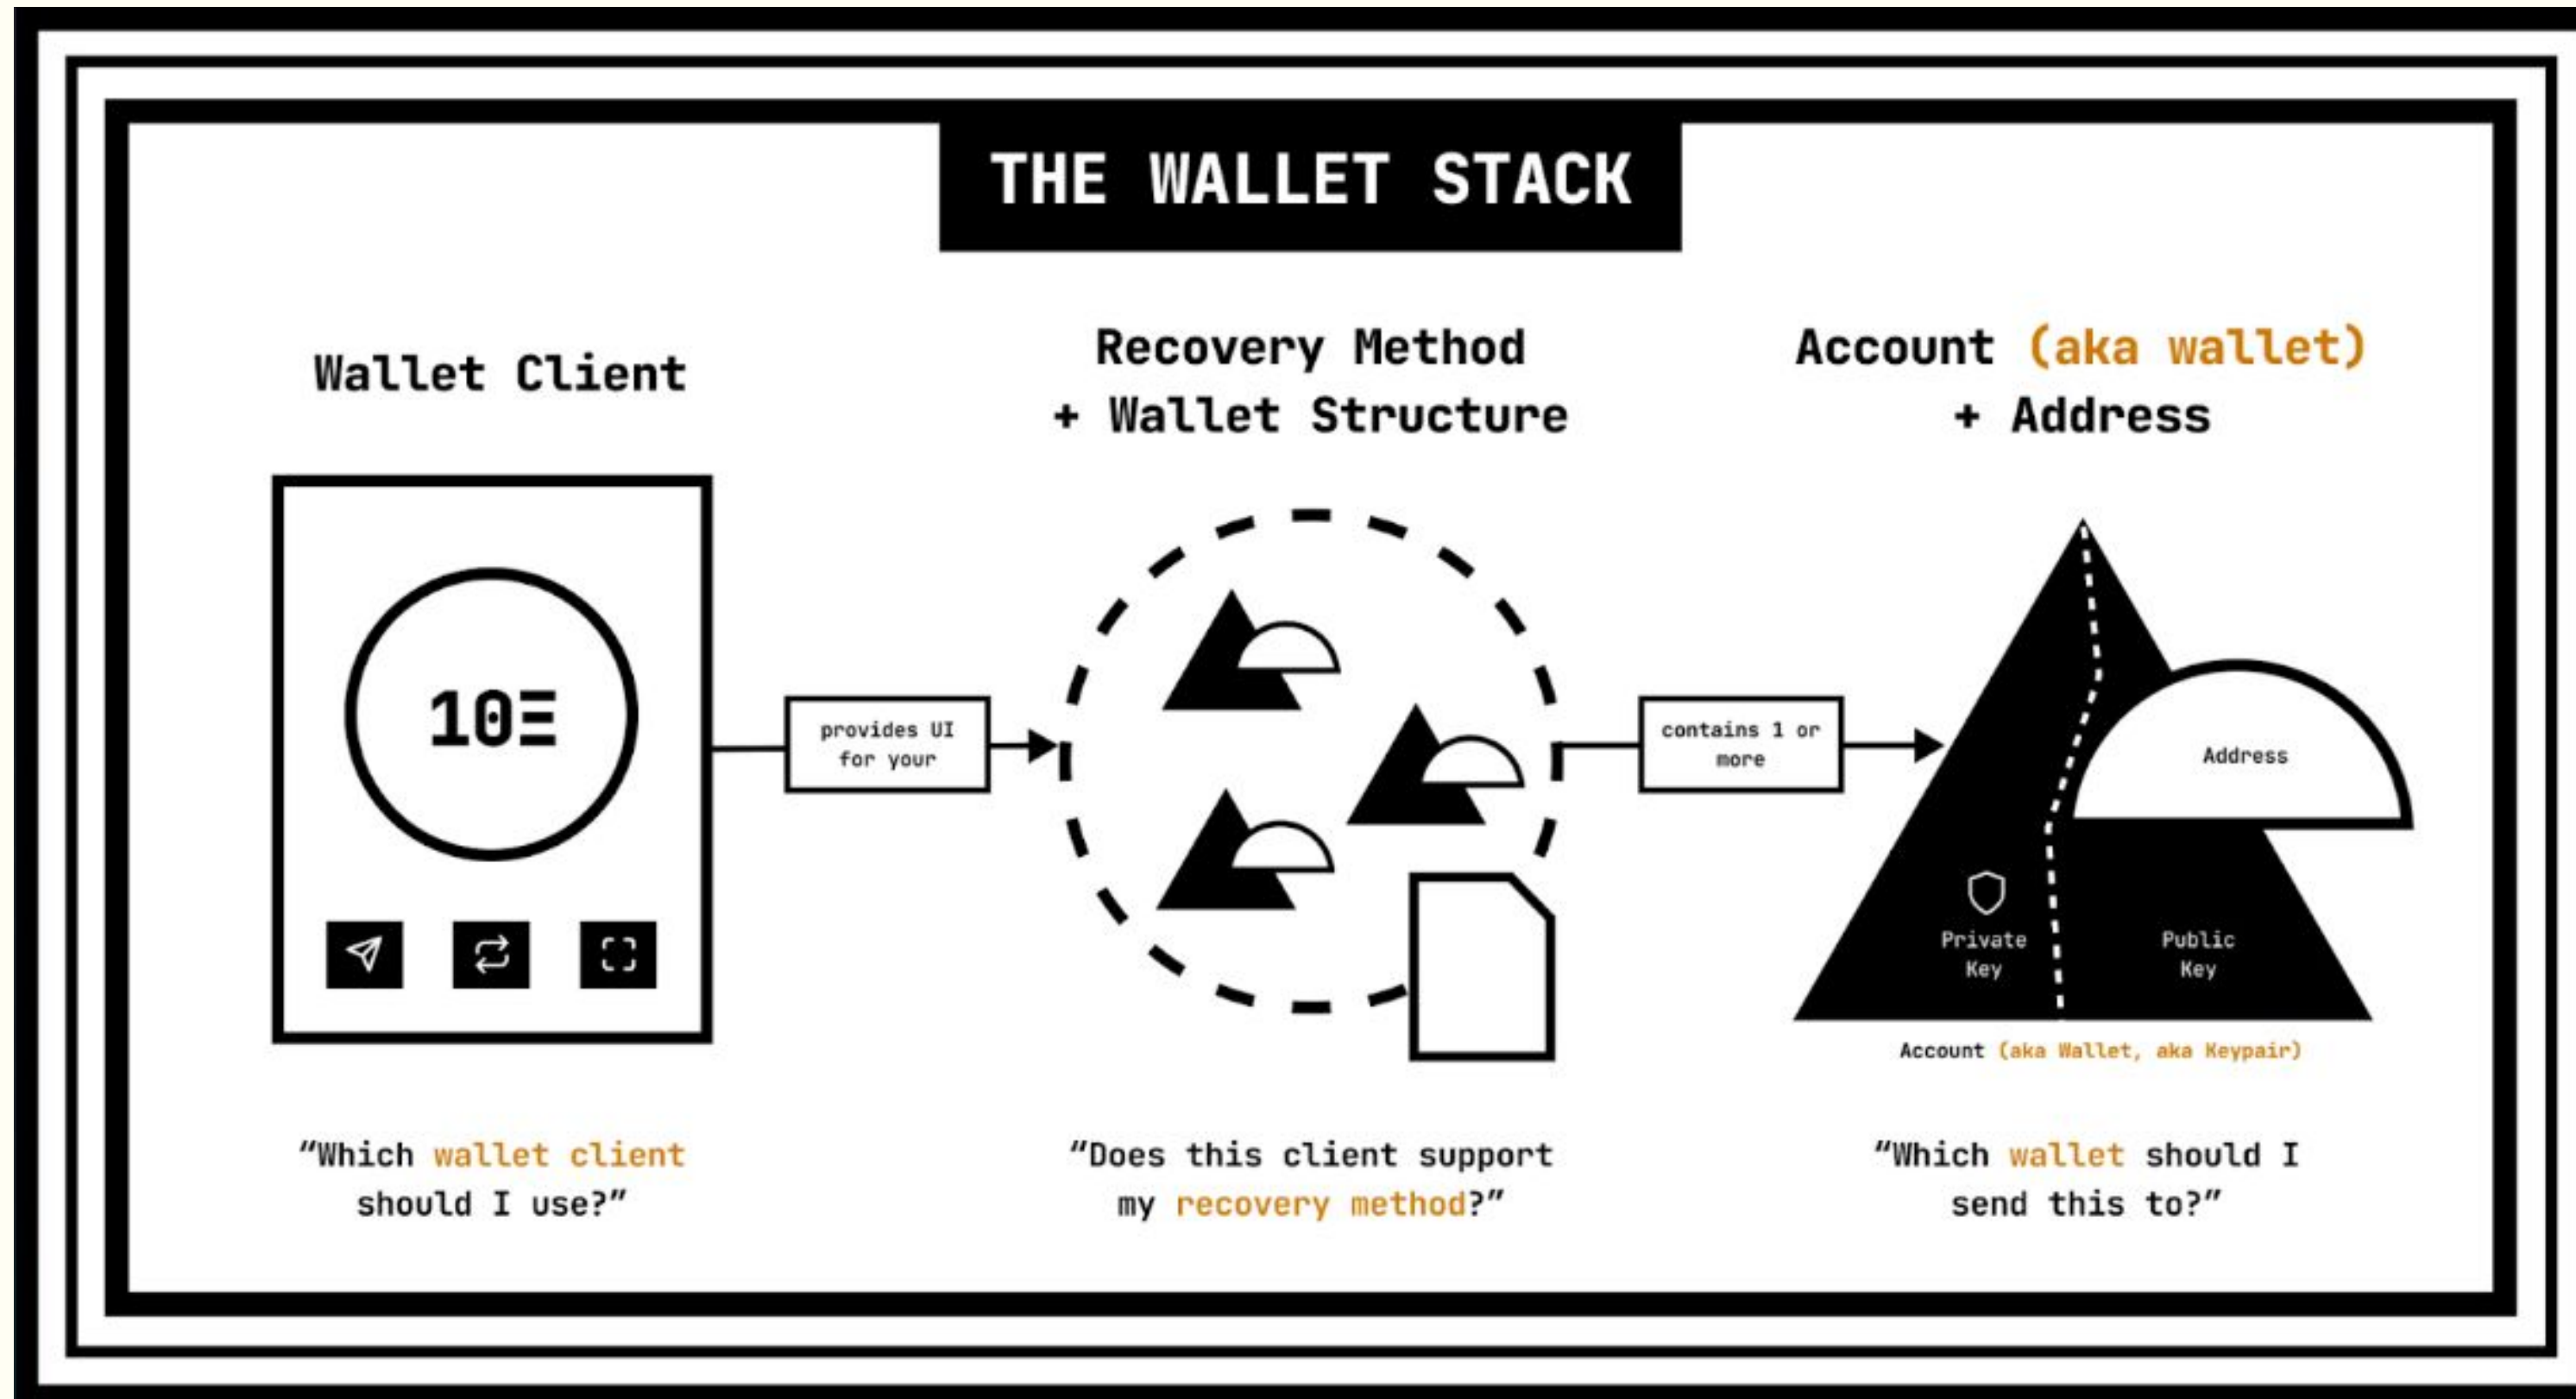 THE WALLET STACK
Wallet Client
Recovery Method
+ Wallet Structure
Account (aka wallet)
+ Address
10Ξ
provides UI
for your
contains 1 or
more
Address
Private
Key
Public
Key
Account (aka Wallet, aka Keypair)
“Which wallet client
should I use?”
“Does this client support
my recovery method?”
“Which wallet should I
send this to?”